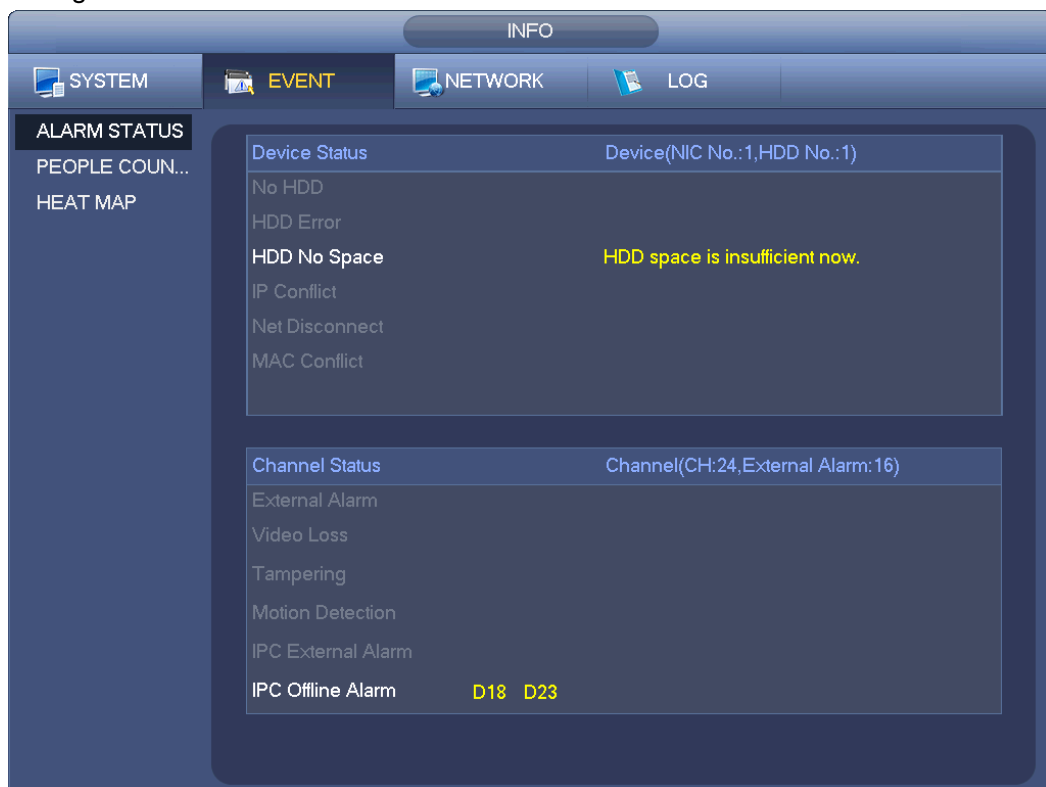 INFO
SYSTEM EVENT NETWORK LOG
ALARM STATUS
PEOPLE COUN...
HEAT MAP
Device Status Device(NIC No.:1,HDD No.:1)
No HDD
HDD Error
HDD No Space HDD space is insufficient now.
IP Conflict
Net Disconnect
MAC Conflict
Channel Status Channel(CH:24,External Alarm:16)
External Alarm
Video Loss
Tampering
Motion Detection
IPC External Alarm
IPC Offline Alarm D18 D23